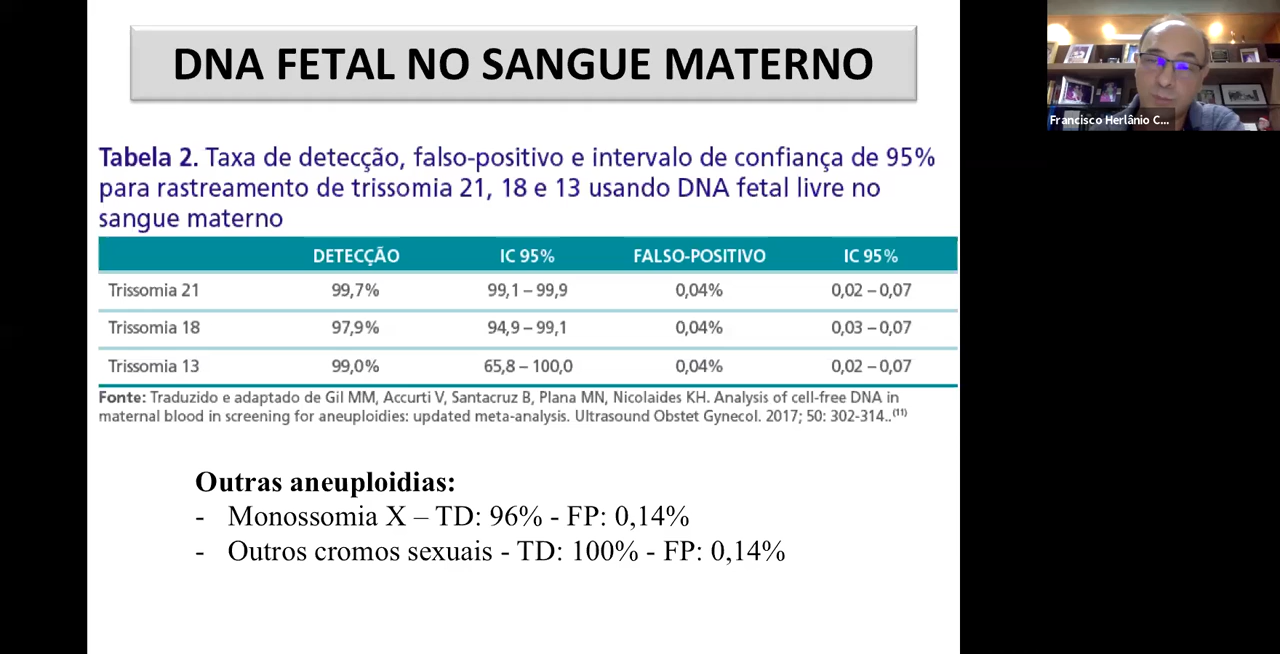 DNA FETAL NO SANGUE MATERNO
Francisco Herlânio C...
Tabela 2. Taxa de detecção, falso-positivo e intervalo de confiança de 95%
para rastreamento de trissomia 21, 18 e 13 usando DNA fetal livre no
sangue materno
DETECÇÃO IC 95% FALSO-POSITIVO IC 95%
Trissomia 21 99,7% 99,1 – 99,9 0,04% 0,02 – 0,07
Trissomia 18 97,9% 94,9 – 99,1 0,04% 0,03 – 0,07
Trissomia 13 99,0% 65,8 – 100,0 0,04% 0,02 – 0,07
Fonte: Traduzido e adaptado de Gil MM, Accurti V, Santacruz B, Plana MN, Nicolaides KH. Analysis of cell-free DNA in
maternal blood in screening for aneuploidies: updated meta-analysis. Ultrasound Obstet Gynecol. 2017; 50: 302-314..(11)
Outras aneuploidias:
- Monossomia X – TD: 96% - FP: 0,14%
- Outros cromos sexuais - TD: 100% - FP: 0,14%